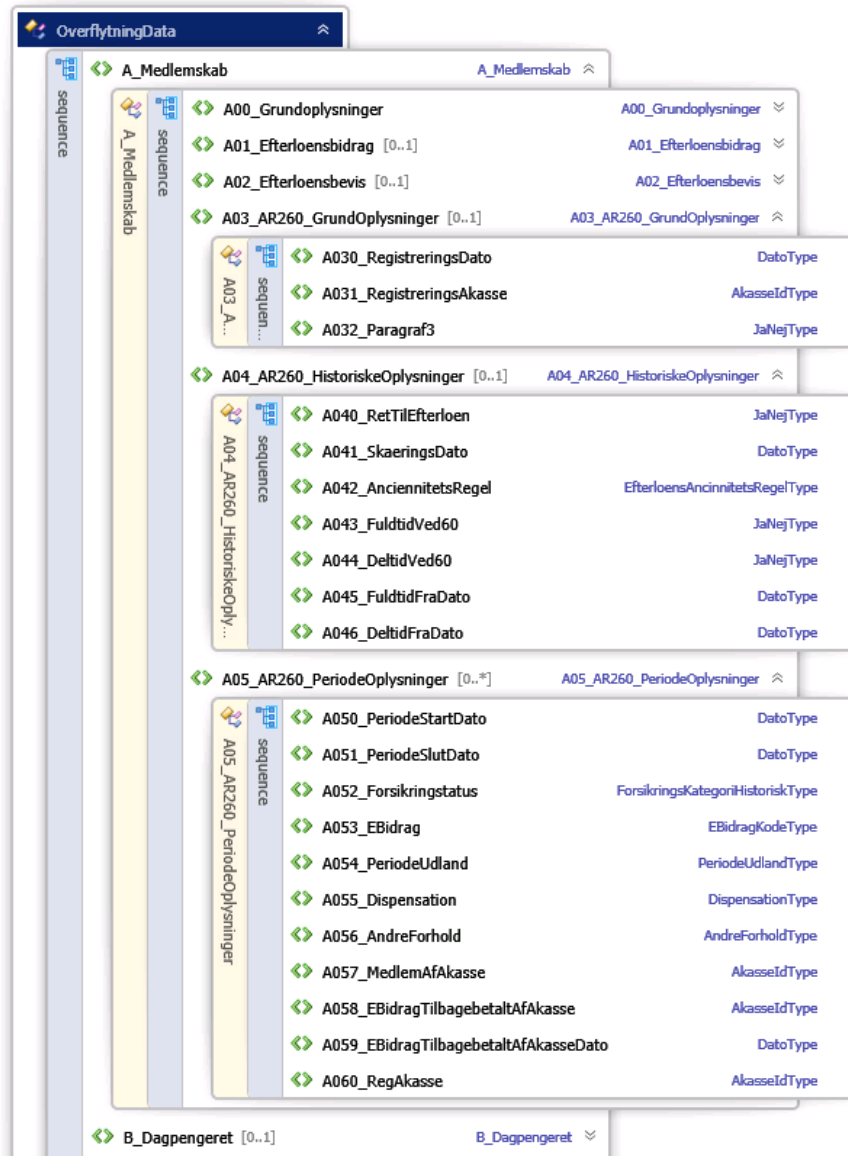 OverflytningData
sequence
A_Medlemskab A_Medlemskab
A_Medlemskab
sequence
A00_Grundoplysninger A00_Grundoplysninger
A01_Efterloensbidrag [0..1] A01_Efterloensbidrag
A02_Efterloensbevis [0..1] A02_Efterloensbevis
A03_AR260_GrundOplysninger [0..1] A03_AR260_GrundOplysninger
A03_A...
sequen...
A030_RegistreringsDato DatoType
A031_RegistreringsAkasse AkasseIdType
A032_Paragraf3 JaNejType
A04_AR260_HistoriskeOplysninger [0..1] A04_AR260_HistoriskeOplysninger
A04_AR260_HistoriskeOply...
sequence
A040_RetTilEfterloen JaNejType
A041_SkaeringsDato DatoType
A042_AnciennitetsRegel EfterloensAncinnitetsRegelType
A043_FuldtidVed60 JaNejType
A044_DeltidVed60 JaNejType
A045_FuldtidFraDato DatoType
A046_DeltidFraDato DatoType
A05_AR260_PeriodeOplysninger [0..*] A05_AR260_PeriodeOplysninger
A05_AR260_PeriodeOplysninger
sequence
A050_PeriodeStartDato DatoType
A051_PeriodeSlutDato DatoType
A052_Forsikringstatus ForsikringsKategoriHistoriskType
A053_EBidrag EBidragKodeType
A054_PeriodeUdland PeriodeUdlandType
A055_Dispensation DispensationType
A056_AndreForhold AndreForholdType
A057_MedlemAfAkasse AkasseIdType
A058_EBidragTilbagebetaltAfAkasse AkasseIdType
A059_EBidragTilbagebetaltAfAkasseDato DatoType
A060_RegAkasse AkasseIdType
B_Dagpengeret [0..1] B_Dagpengeret